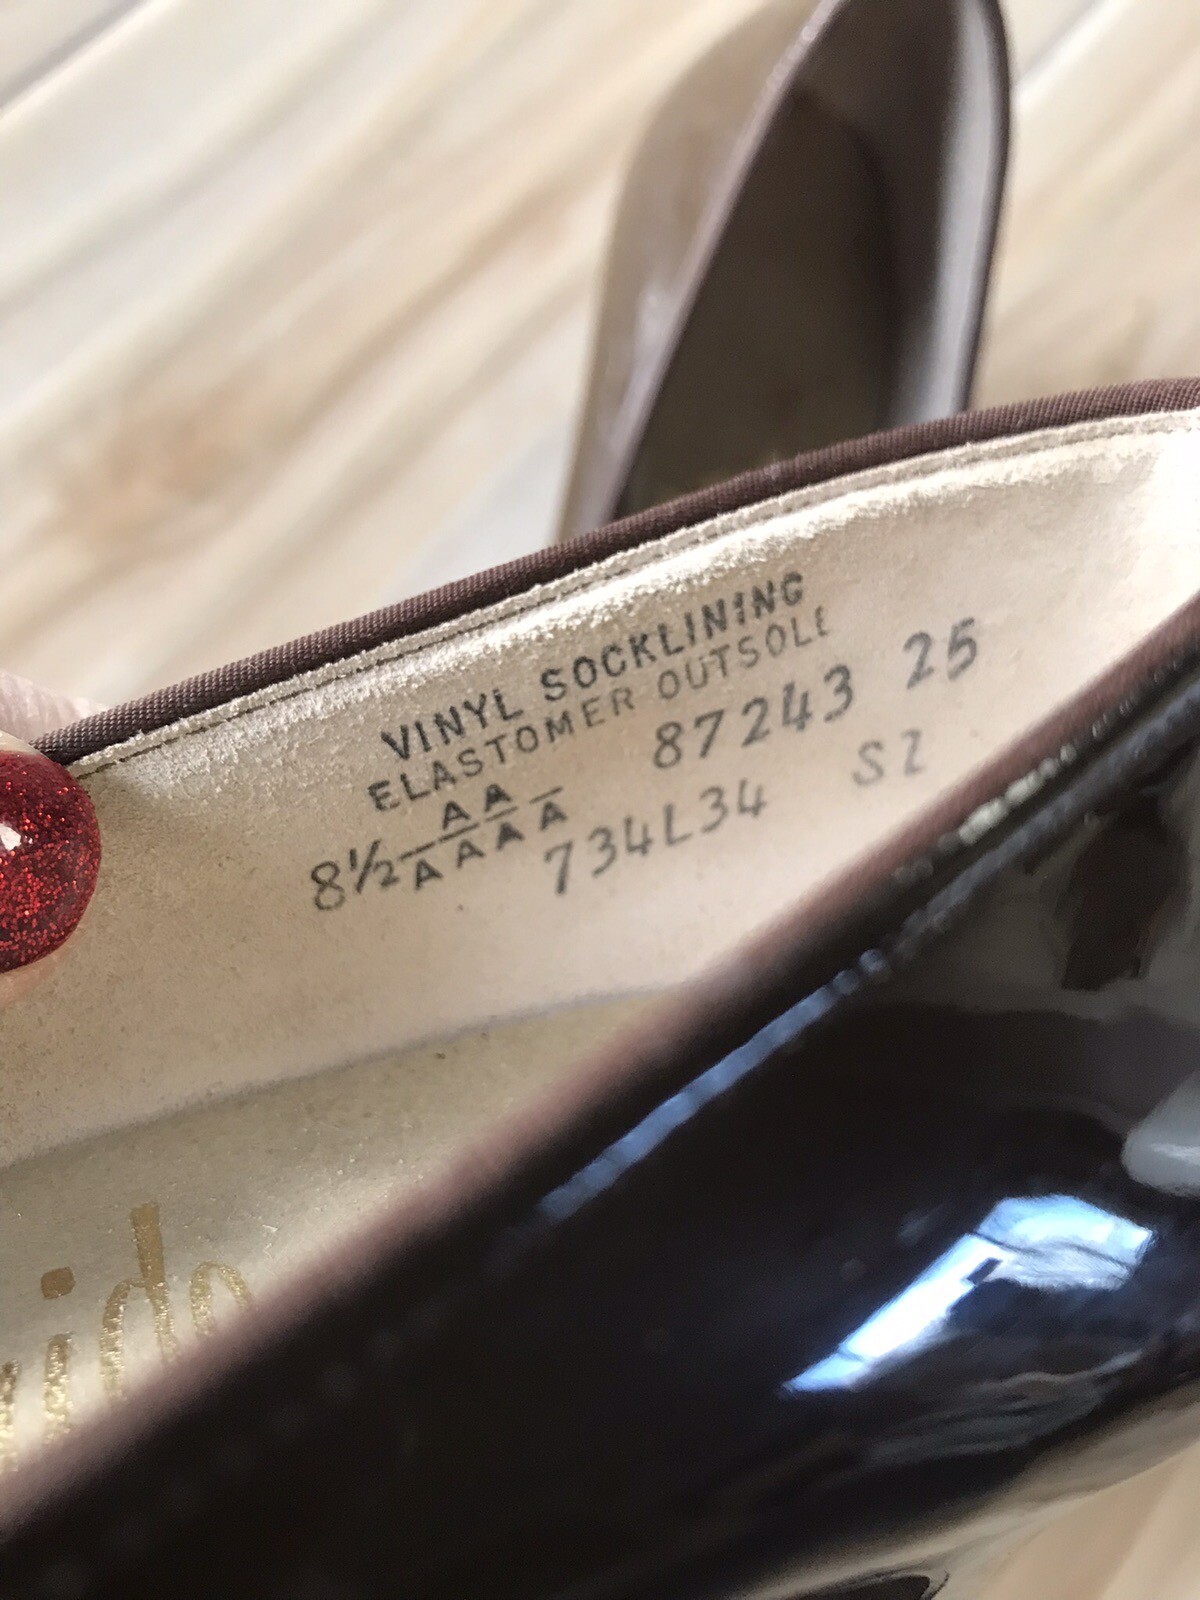 VINYL SOCKLINING
ELASTOMER OUTSOLE
8½ AA 87243 25
AAAA 734L34 SZ